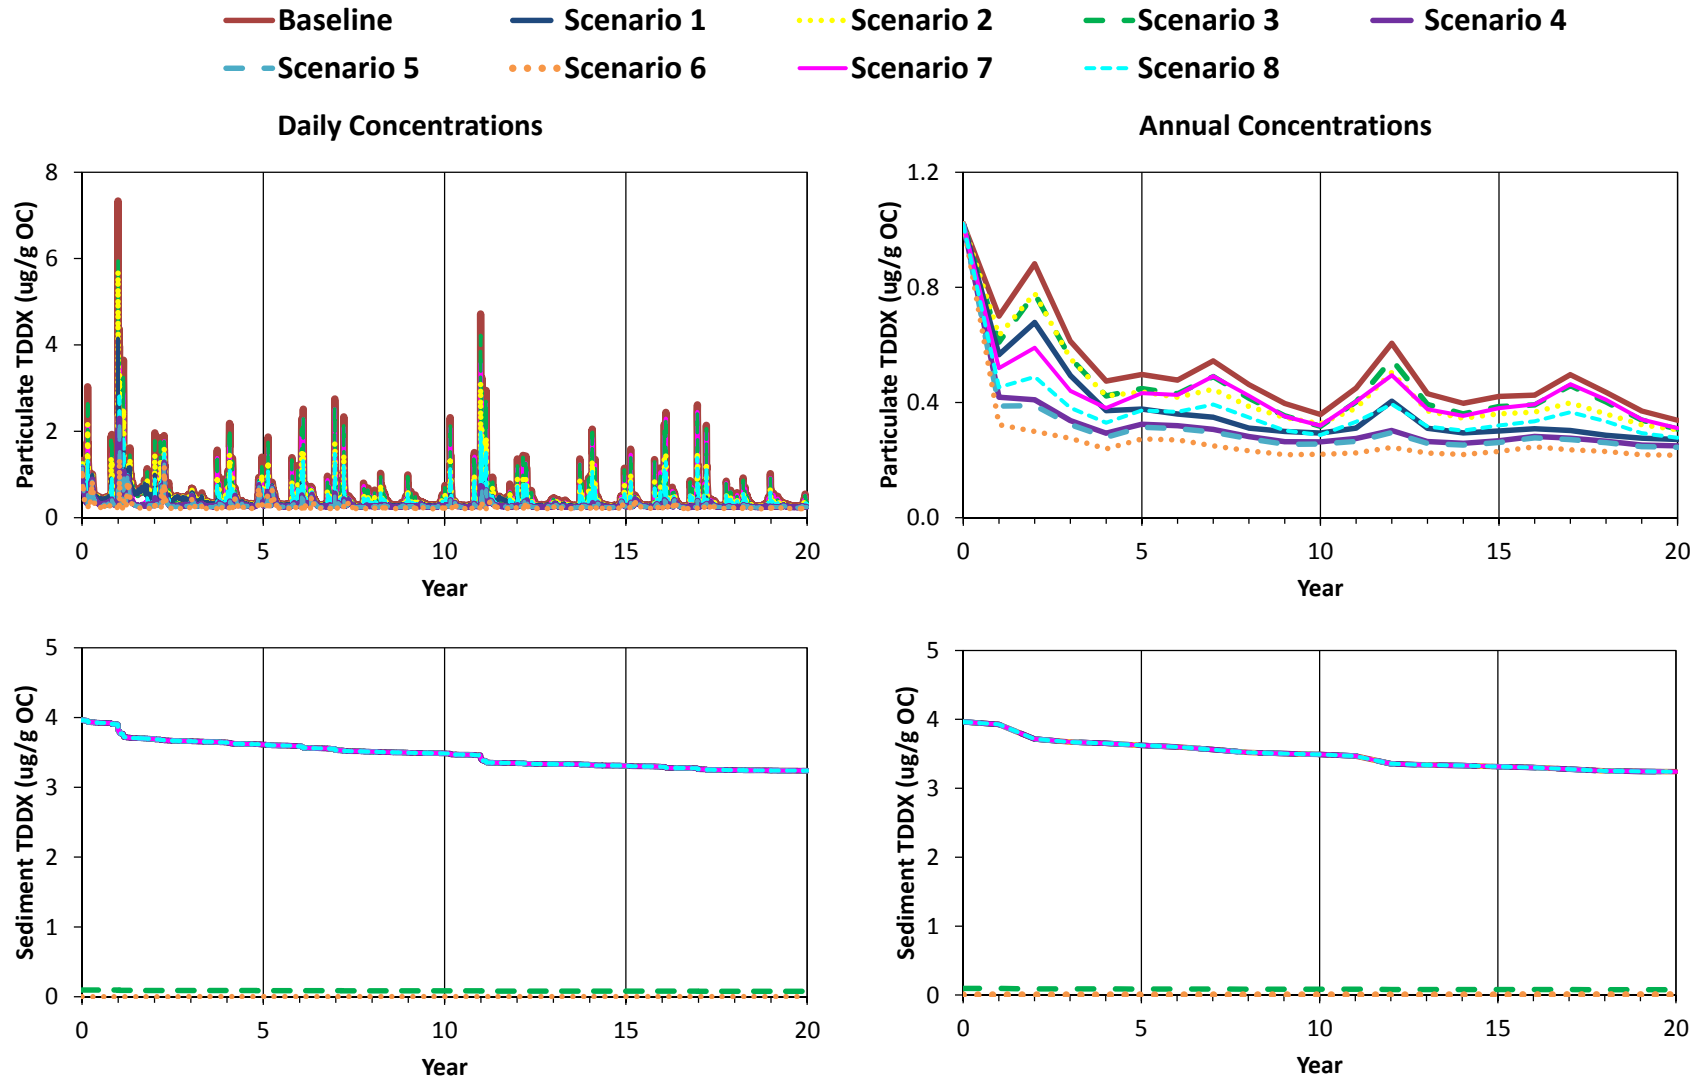 Baseline Scenario 1 Scenario 2 Scenario 3 Scenario 4
Scenario 5 Scenario 6 Scenario 7 Scenario 8
Daily Concentrations
Particulate TDDX (ug/g OC)
8
6
4
2
0
0 5 10 15 20
Year
Annual Concentrations
Particulate TDDX (ug/g OC)
1.2
0.8
0.4
0.0
0 5 10 15 20
Year
Sediment TDDX (ug/g OC)
5
4
3
2
1
0
0 5 10 15 20
Year
Sediment TDDX (ug/g OC)
5
4
3
2
1
0
0 5 10 15 20
Year